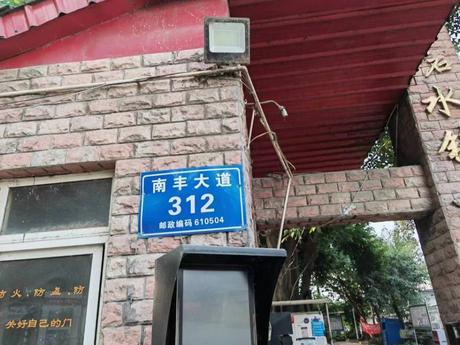 南丰大道
312
邮政编码 610504
防火、防盗、防
关好自己的门
水